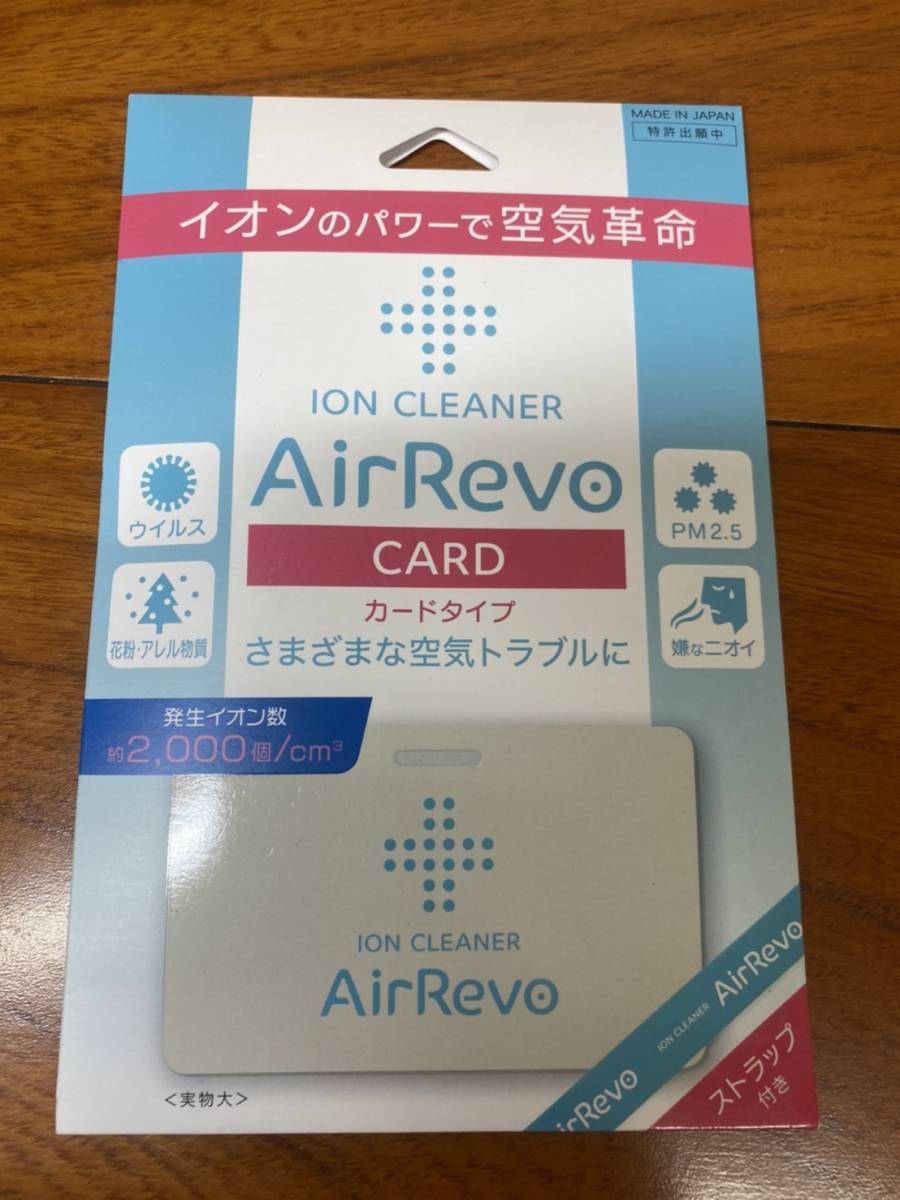 MADE IN JAPAN
特許出願中
イオンのパワーで空気革命
ION CLEANER
AirRevo
CARD
カードタイプ
さまざまな空気トラブルに
ウイルス
花粉・アレル物質
PM2.5
嫌なニオイ
発生イオン数
約2,000個/cm³
ION CLEANER
AirRevo
<実物大>
irRevo
ION CLEANER AirRevo
ストラップ
付き